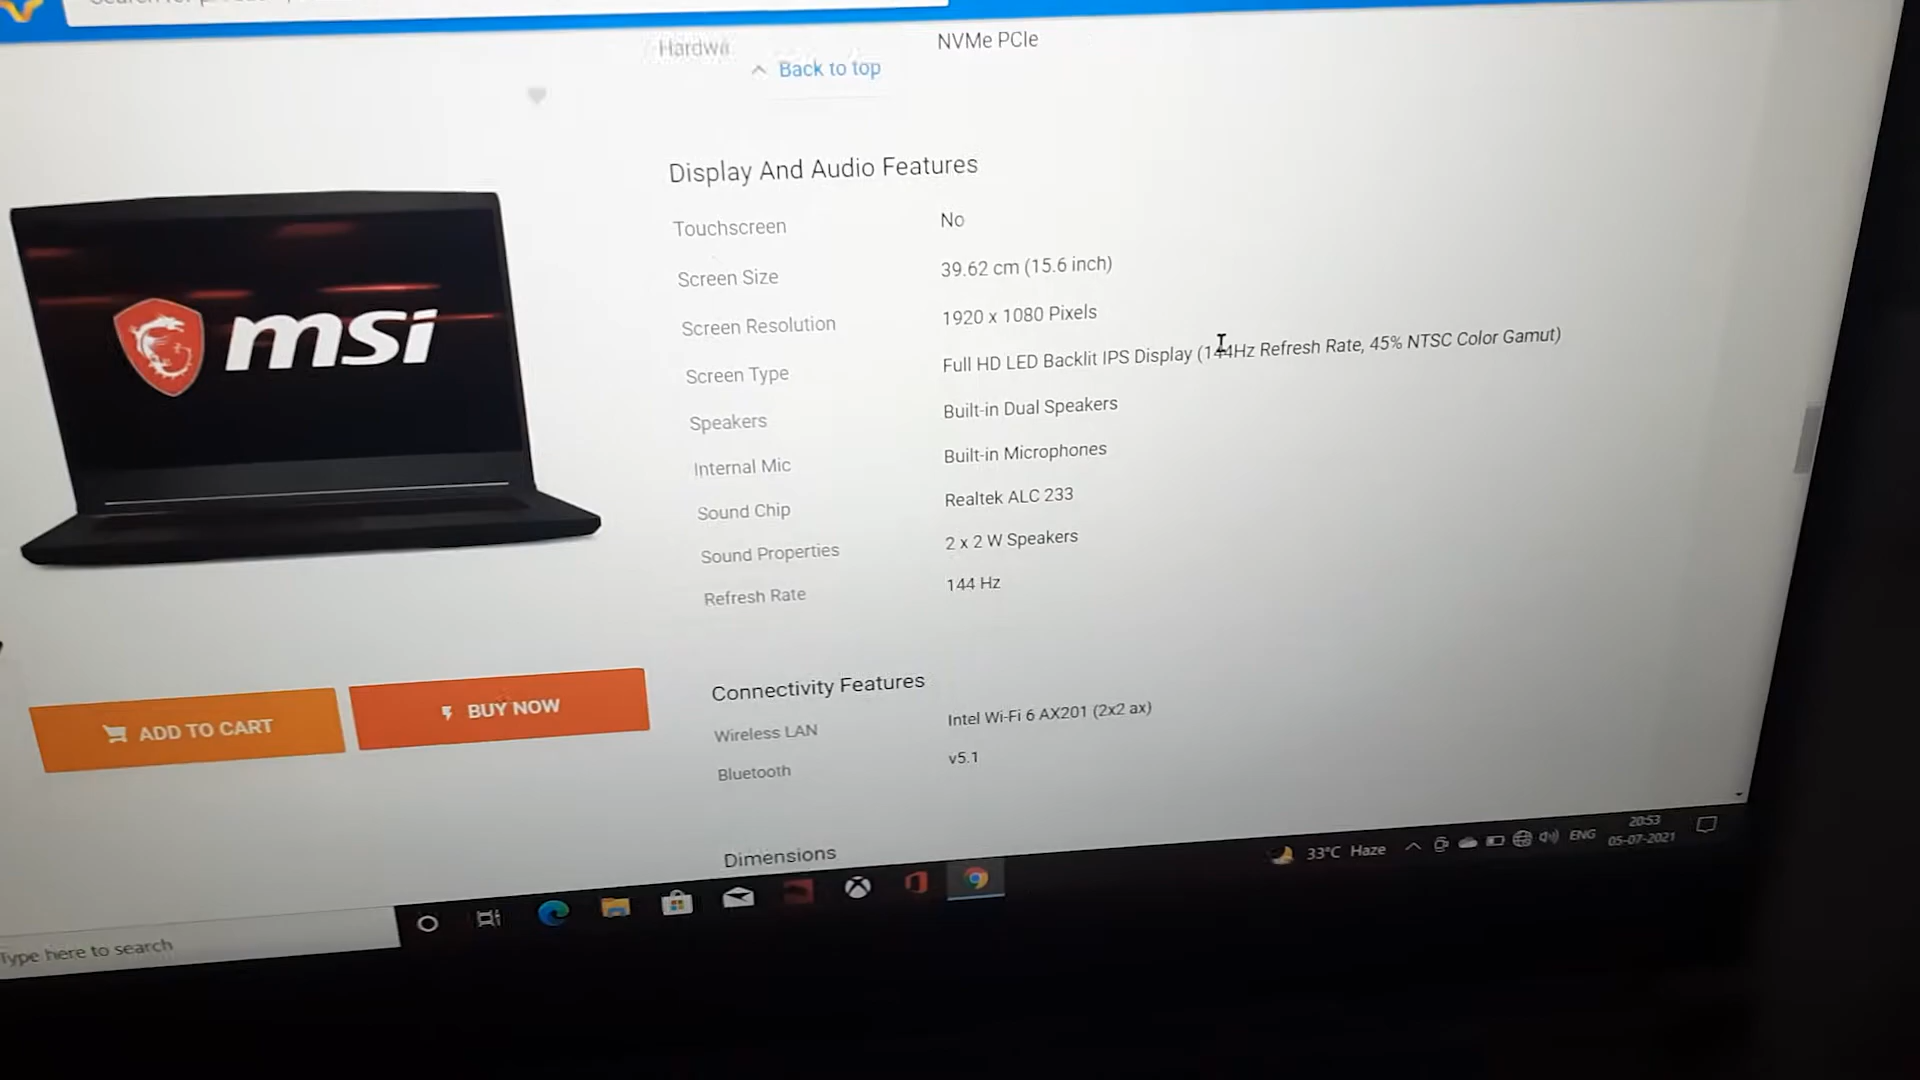 NVMe PCIe
Back to top
Display And Audio Features
Touchscreen No
Screen Size 39.62 cm (15.6 inch)
Screen Resolution 1920 x 1080 Pixels
Screen Type Full HD LED Backlit IPS Display (144Hz Refresh Rate, 45% NTSC Color Gamut)
Speakers Built-in Dual Speakers
Internal Mic Built-in Microphones
Sound Chip Realtek ALC 233
Sound Properties 2 x 2 W Speakers
Refresh Rate 144 Hz
msi
ADD TO CART
BUY NOW
Connectivity Features
Wireless LAN Intel Wi-Fi 6 AX201 (2x2 ax)
Bluetooth v5.1
Dimensions
Type here to search
33°C Haze
ENG
20:53
05-07-2021